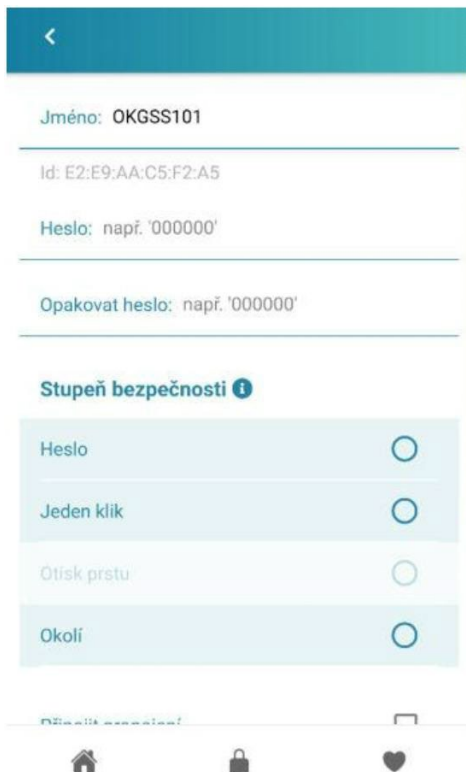 Jméno: OKGSS101
Id: E2:E9:AA:C5:F2:A5
Heslo: např. '000000'
Opakovat heslo: např. '000000'
Stupeň bezpečnosti
Heslo
Jeden klik
Otisk prstu
Okolí